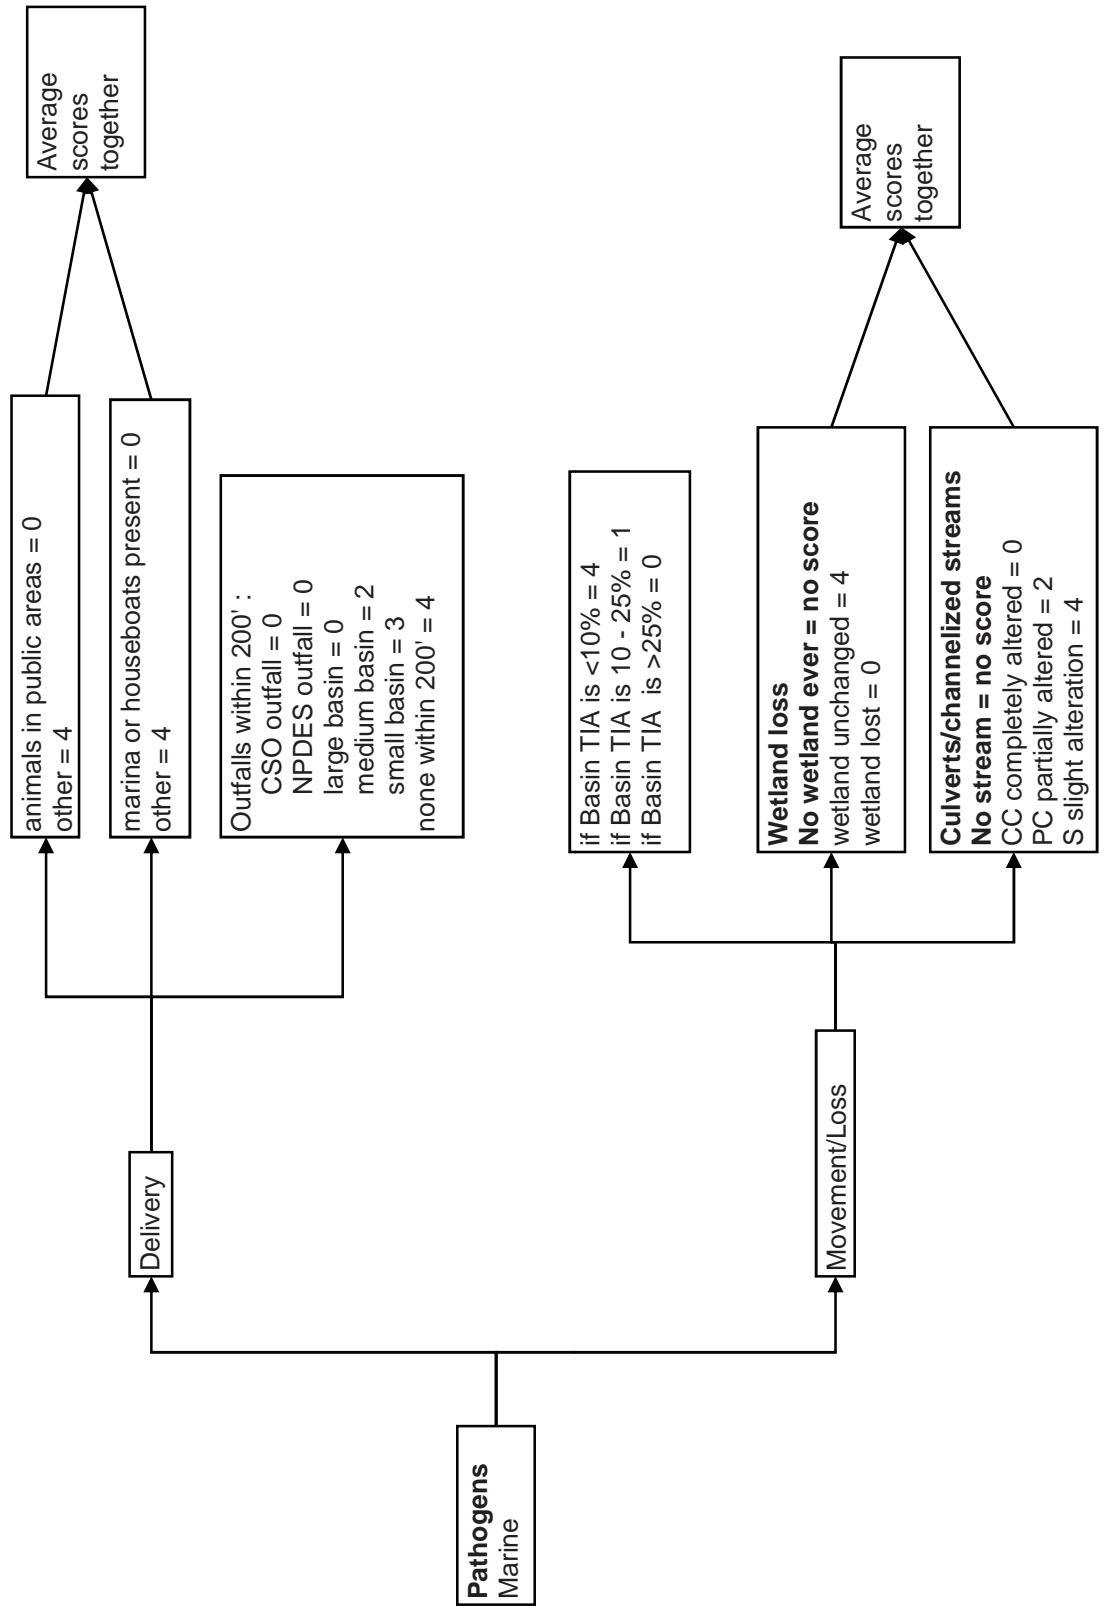 Pathogens
Marine
Delivery
animals in public areas = 0
other = 4
marina or houseboats present = 0
other = 4
Outfalls within 200' :
CSO outfall = 0
NPDES outfall = 0
large basin = 0
medium basin = 2
small basin = 3
none within 200' = 4
Average
scores
together
Movement/Loss
if Basin TIA is <10% = 4
if Basin TIA is 10 - 25% = 1
if Basin TIA is >25% = 0
Wetland loss
No wetland ever = no score
wetland unchanged = 4
wetland lost = 0
Culverts/channelized streams
No stream = no score
CC completely altered = 0
PC partially altered = 2
S slight alteration = 4
Average
scores
together